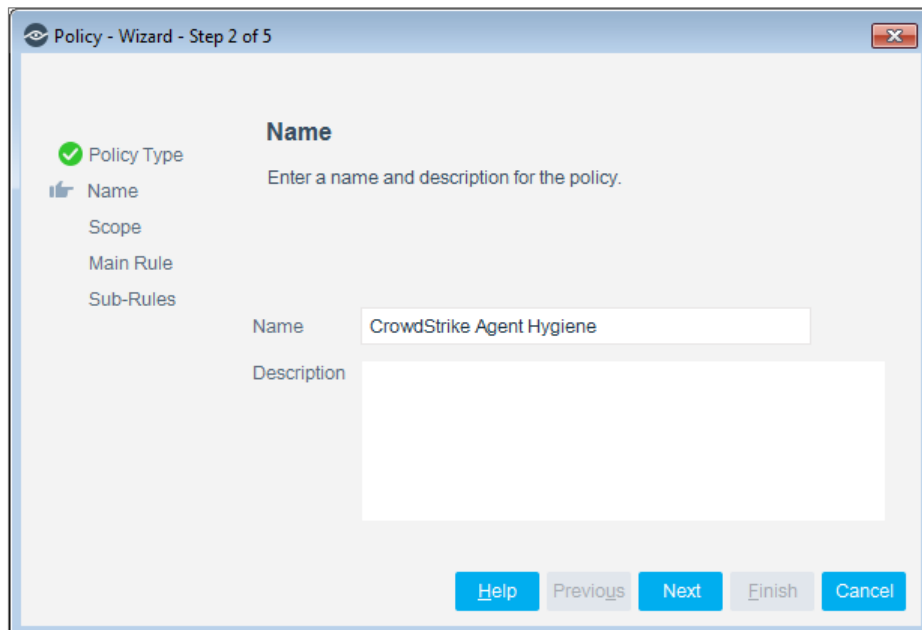 Policy - Wizard - Step 2 of 5
Policy Type
Name
Scope
Main Rule
Sub-Rules
Name
Enter a name and description for the policy.
Name CrowdStrike Agent Hygiene
Description
Help Previous Next Finish Cancel